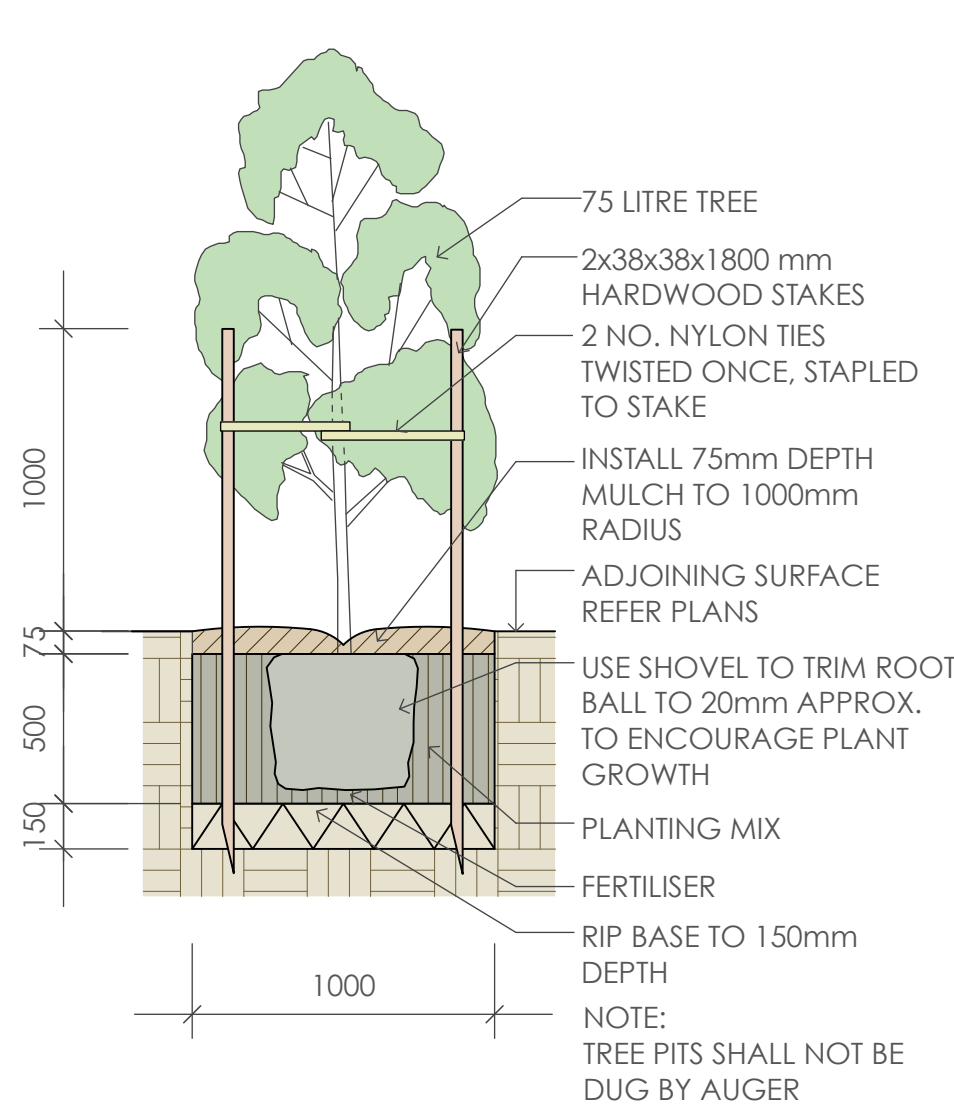 75 LITRE TREE
2x38x38x1800 mm
HARDWOOD STAKES
2 NO. NYLON TIES
TWISTED ONCE, STAPLED
TO STAKE
INSTALL 75mm DEPTH
MULCH TO 1000mm
RADIUS
ADJOINING SURFACE
REFER PLANS
USE SHOVEL TO TRIM ROOT
BALL TO 20mm APPROX.
TO ENCOURAGE PLANT
GROWTH
PLANTING MIX
FERTILISER
RIP BASE TO 150mm
DEPTH
NOTE:
TREE PITS SHALL NOT BE
DUG BY AUGER
1000
75
500
150
1000